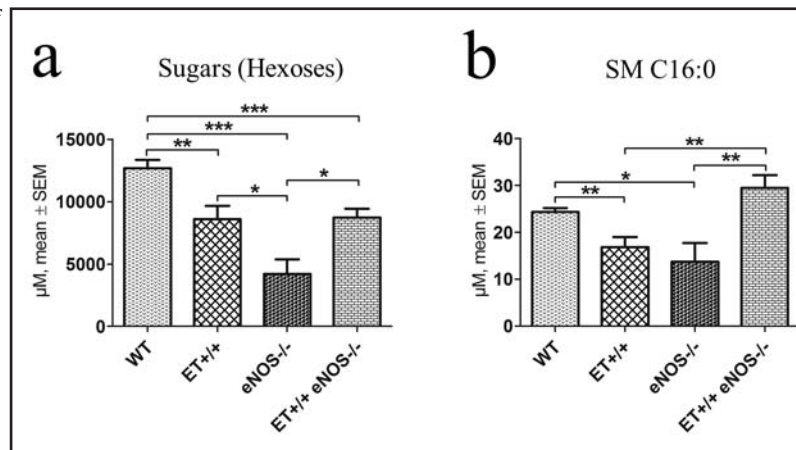 a
Sugars (Hexoses)
***
***
**
*
*
µM, mean ± SEM
15000
10000
5000
0
WT
ET+/+
eNOS-/-
ET+/+ eNOS-/-
b
SM C16:0
**
*
**
**
µM, mean ± SEM
40
30
20
10
0
WT
ET+/+
eNOS-/-
ET+/+ eNOS-/-